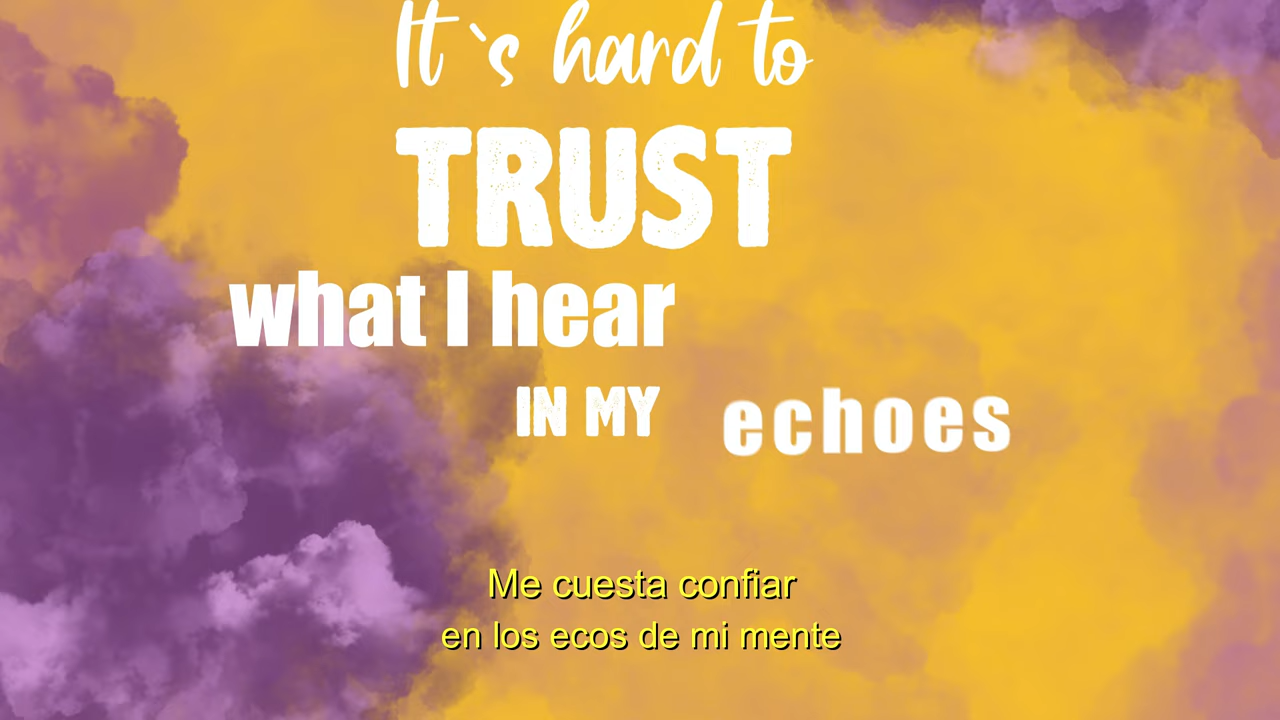 It`s hard to
TRUST
what I hear
IN MY echoes
Me cuesta confiar
en los ecos de mi mente